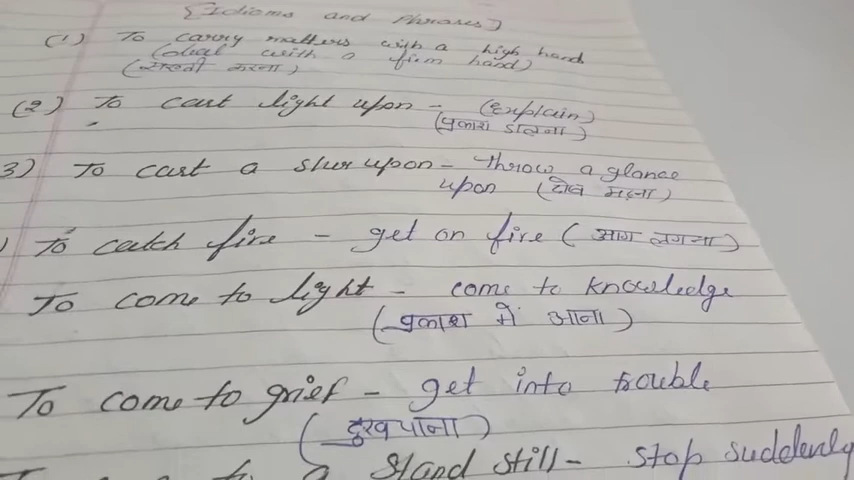 {Idioms and Phrases}
(1) To carry matters with a high hand
(deal with a firm hand)
(सख्ती करना)
(2) To cast light upon - (Explain)
(प्रकाश डालना)
3) To cast a slur upon - throw a glance
upon (दोष मढ़ना)
) To catch fire - get on fire (आग लगना)
To come to light - come to knowledge
(प्रकाश में आना)
To come to grief - get into trouble
(दुख पाना)
to a stand still - stop suddenly